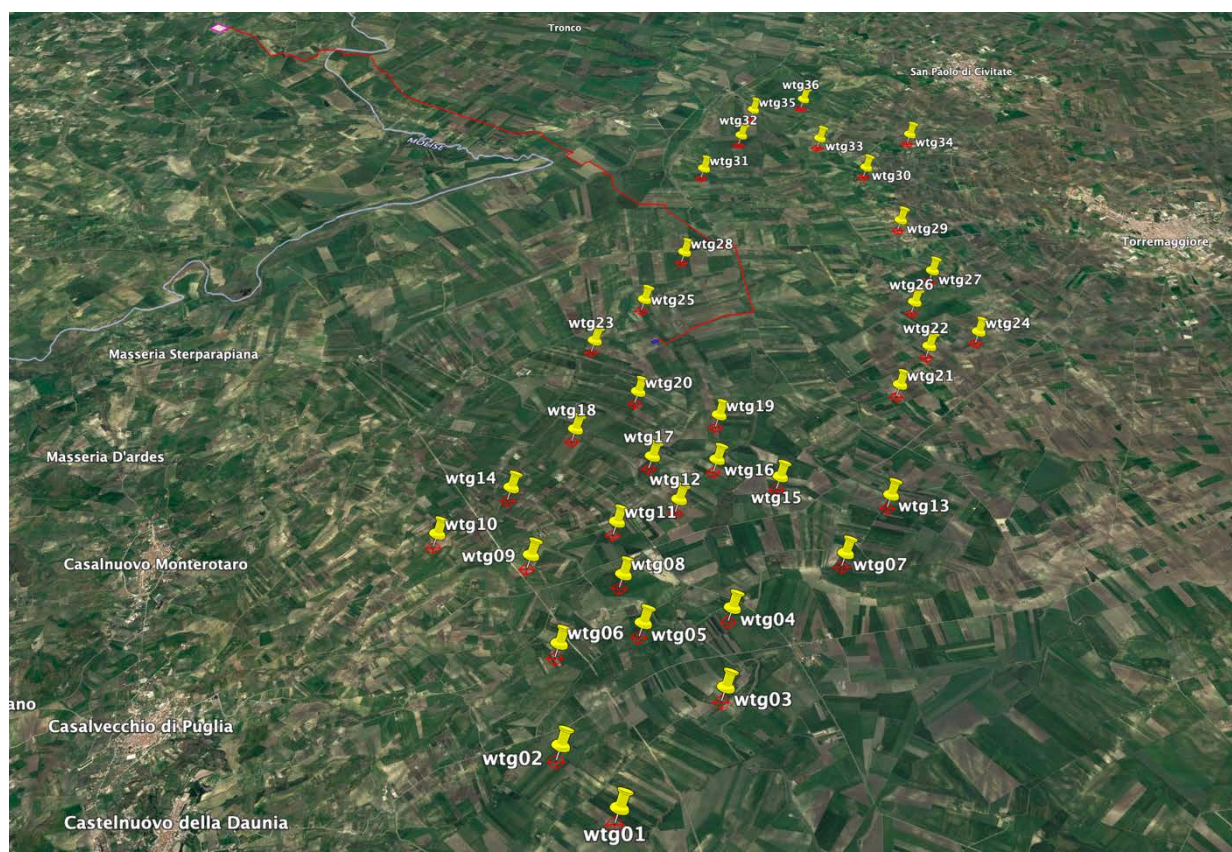 Tronco
San Paolo di Civitate
wtg36
wtg35
wtg32
wtg34
wtg33
MOLISE
wtg31
wtg30
wtg29
Torremaggiore
wtg28
wtg27
wtg26
wtg25
wtg23
wtg24
wtg22
Masseria Sterparapiana
wtg21
wtg20
wtg19
wtg18
wtg17
Masseria D'ardes
wtg16
wtg14
wtg12
wtg15
wtg13
wtg11
wtg10
wtg09
Casalnuovo Monterotaro
wtg08
wtg07
wtg04
wtg05
wtg06
wtg03
ano
Casalvecchio di Puglia
wtg02
Castelnuovo della Daunia
wtg01